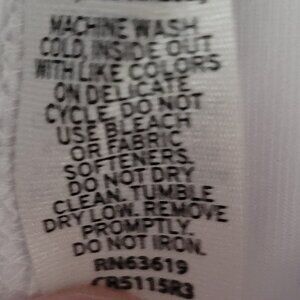 MACHINE WASH
COLD, INSIDE OUT
WITH LIKE COLORS
ON DELICATE
CYCLE. DO NOT
USE BLEACH
OR FABRIC
SOFTENERS.
DO NOT DRY
CLEAN. TUMBLE
DRY LOW. REMOVE
PROMPTLY.
DO NOT IRON.
RN63619
CR5115R3